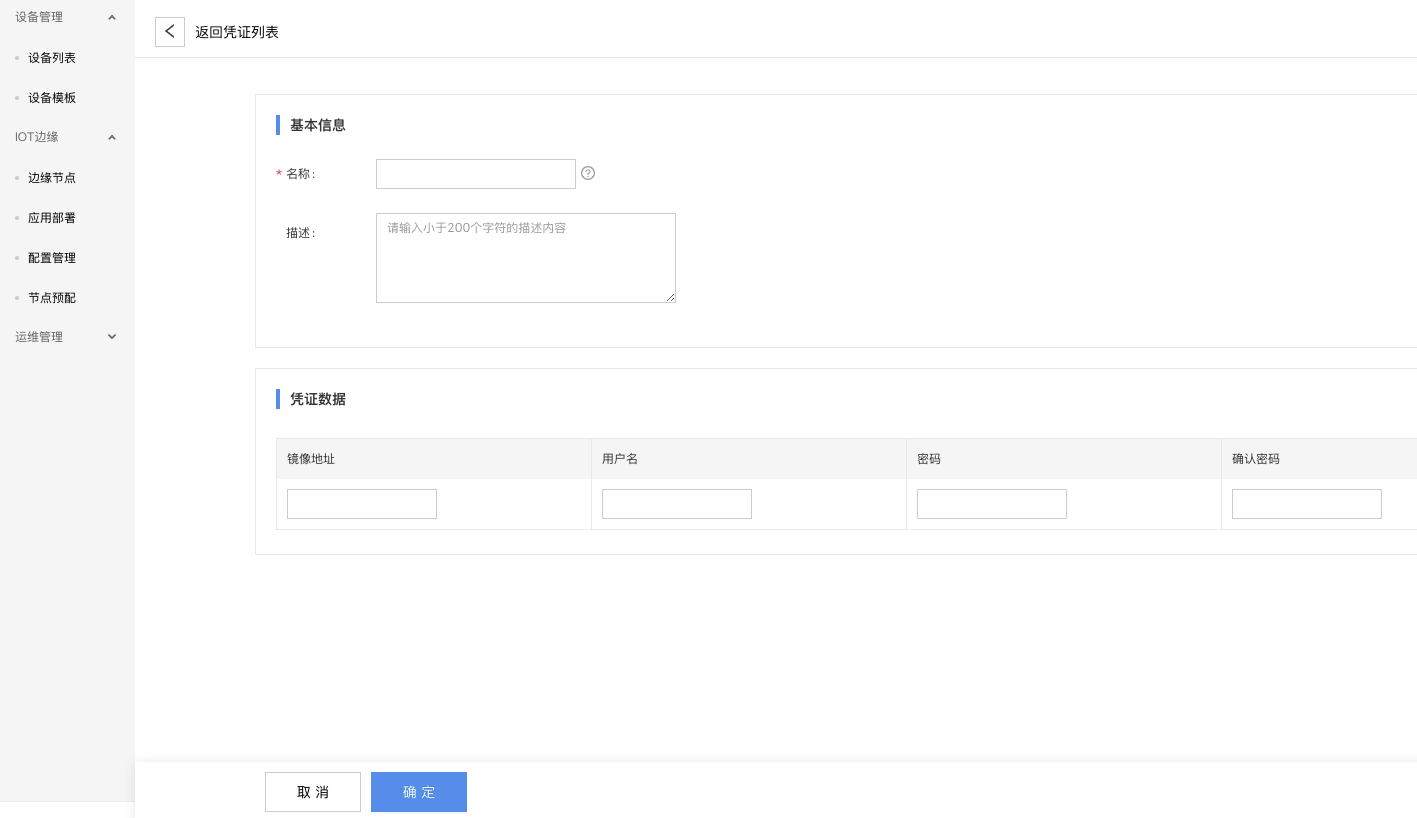 设备管理
设备列表
设备模板
IOT边缘
边缘节点
应用部署
配置管理
节点预配
运维管理
返回凭证列表
基本信息
* 名称 :
描述 :
请输入小于200个字符的描述内容
凭证数据
镜像地址 用户名 密码 确认密码
取 消 确 定